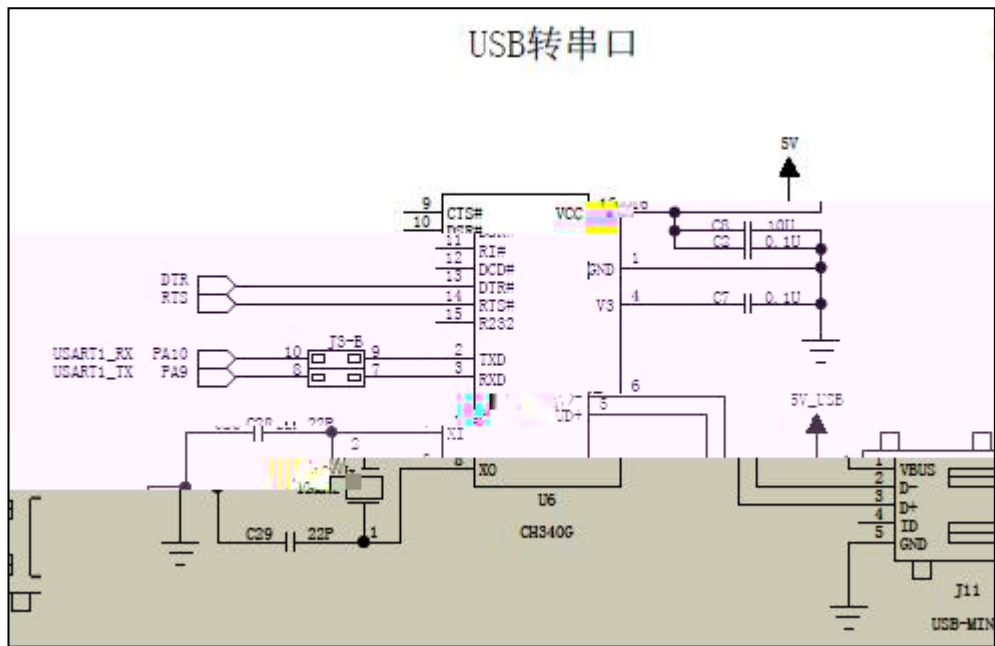 USB转串口
5V
9 CTS# VCC
10
C8 10U
11 C2 0.1U
12 RI#
13 DCD# GND 1
DTR 14 DTR#
RTS 15 RTS# V3 4 C7 0.1U
R232
J3-B
USART1_RX PA10 10 9 2 TXD
USART1_TX PA9 8 7 3 RXD
6
5V_USB
5
UD+
22P
XI
2
8 XO
1 VBUS
2 D-
3 D+
4 ID
5 GND
U6
C29 22P 1
CH340G
J11
USB-MIN